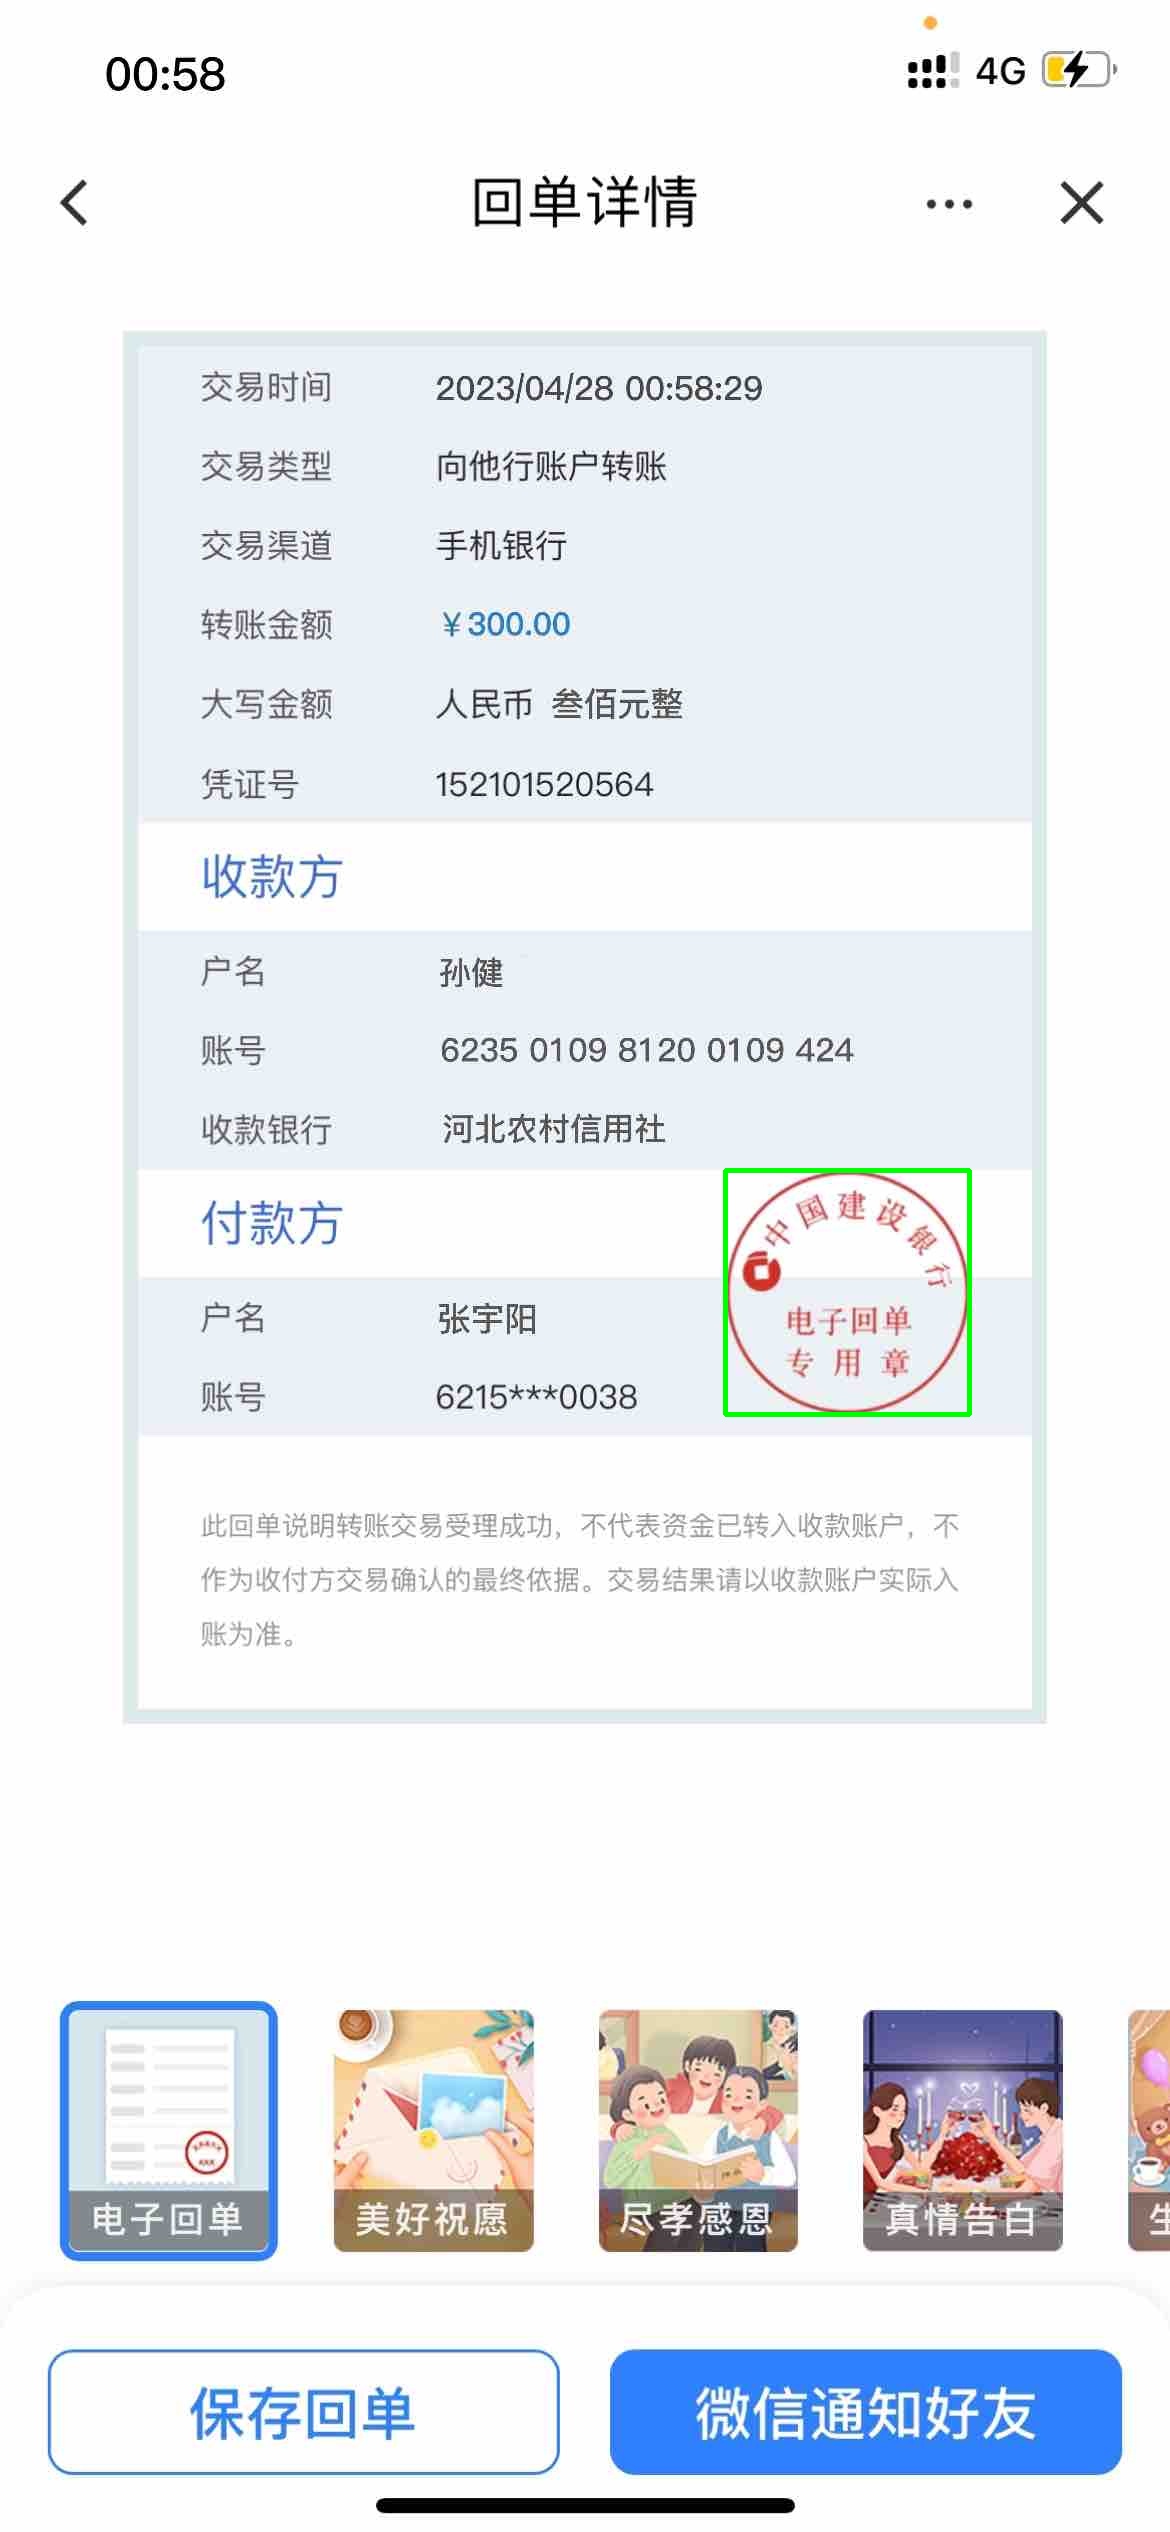 00:58
4G
回单详情
交易时间 2023/04/28 00:58:29
交易类型 向他行账户转账
交易渠道 手机银行
转账金额 ¥300.00
大写金额 人民币 叁佰元整
凭证号 152101520564
收款方
户名 孙健
账号 6235 0109 8120 0109 424
收款银行 河北农村信用社
付款方
中国建设银行
电子回单
专用章
户名 张宇阳
账号 6215***0038
此回单说明转账交易受理成功，不代表资金已转入收款账户，不
作为收付方交易确认的最终依据。交易结果请以收款账户实际入
账为准。
电子回单 美好祝愿 尽孝感恩 真情告白
保存回单 微信通知好友